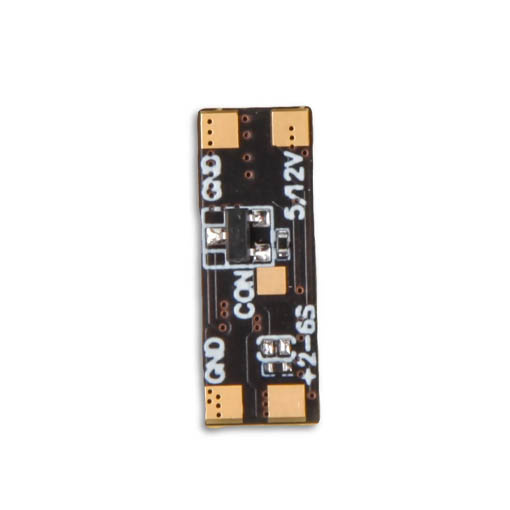 GND
5/12V
CON
GND
+2-6S